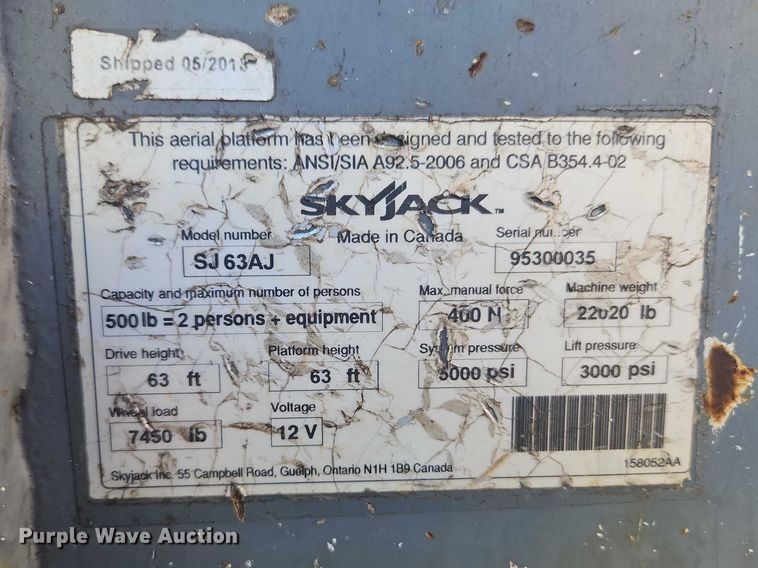 Shipped 05/2013
This aerial platform has been designed and tested to the following
requirements: ANSI/SIA A92.5-2006 and CSA B354.4-02
SKYJACK™
Model number Made in Canada Serial number
SJ 63AJ 95300035
Capacity and maximum number of persons Max. manual force Machine weight
500 lb = 2 persons + equipment 400 N 22020 lb
Drive height Platform height System pressure Lift pressure
63 ft 63 ft 5000 psi 3000 psi
Wheel load Voltage
7450 lb 12 V
Skyjack Inc. 55 Campbell Road, Guelph, Ontario N1H 1B9 Canada 158052AA
Purple Wave Auction